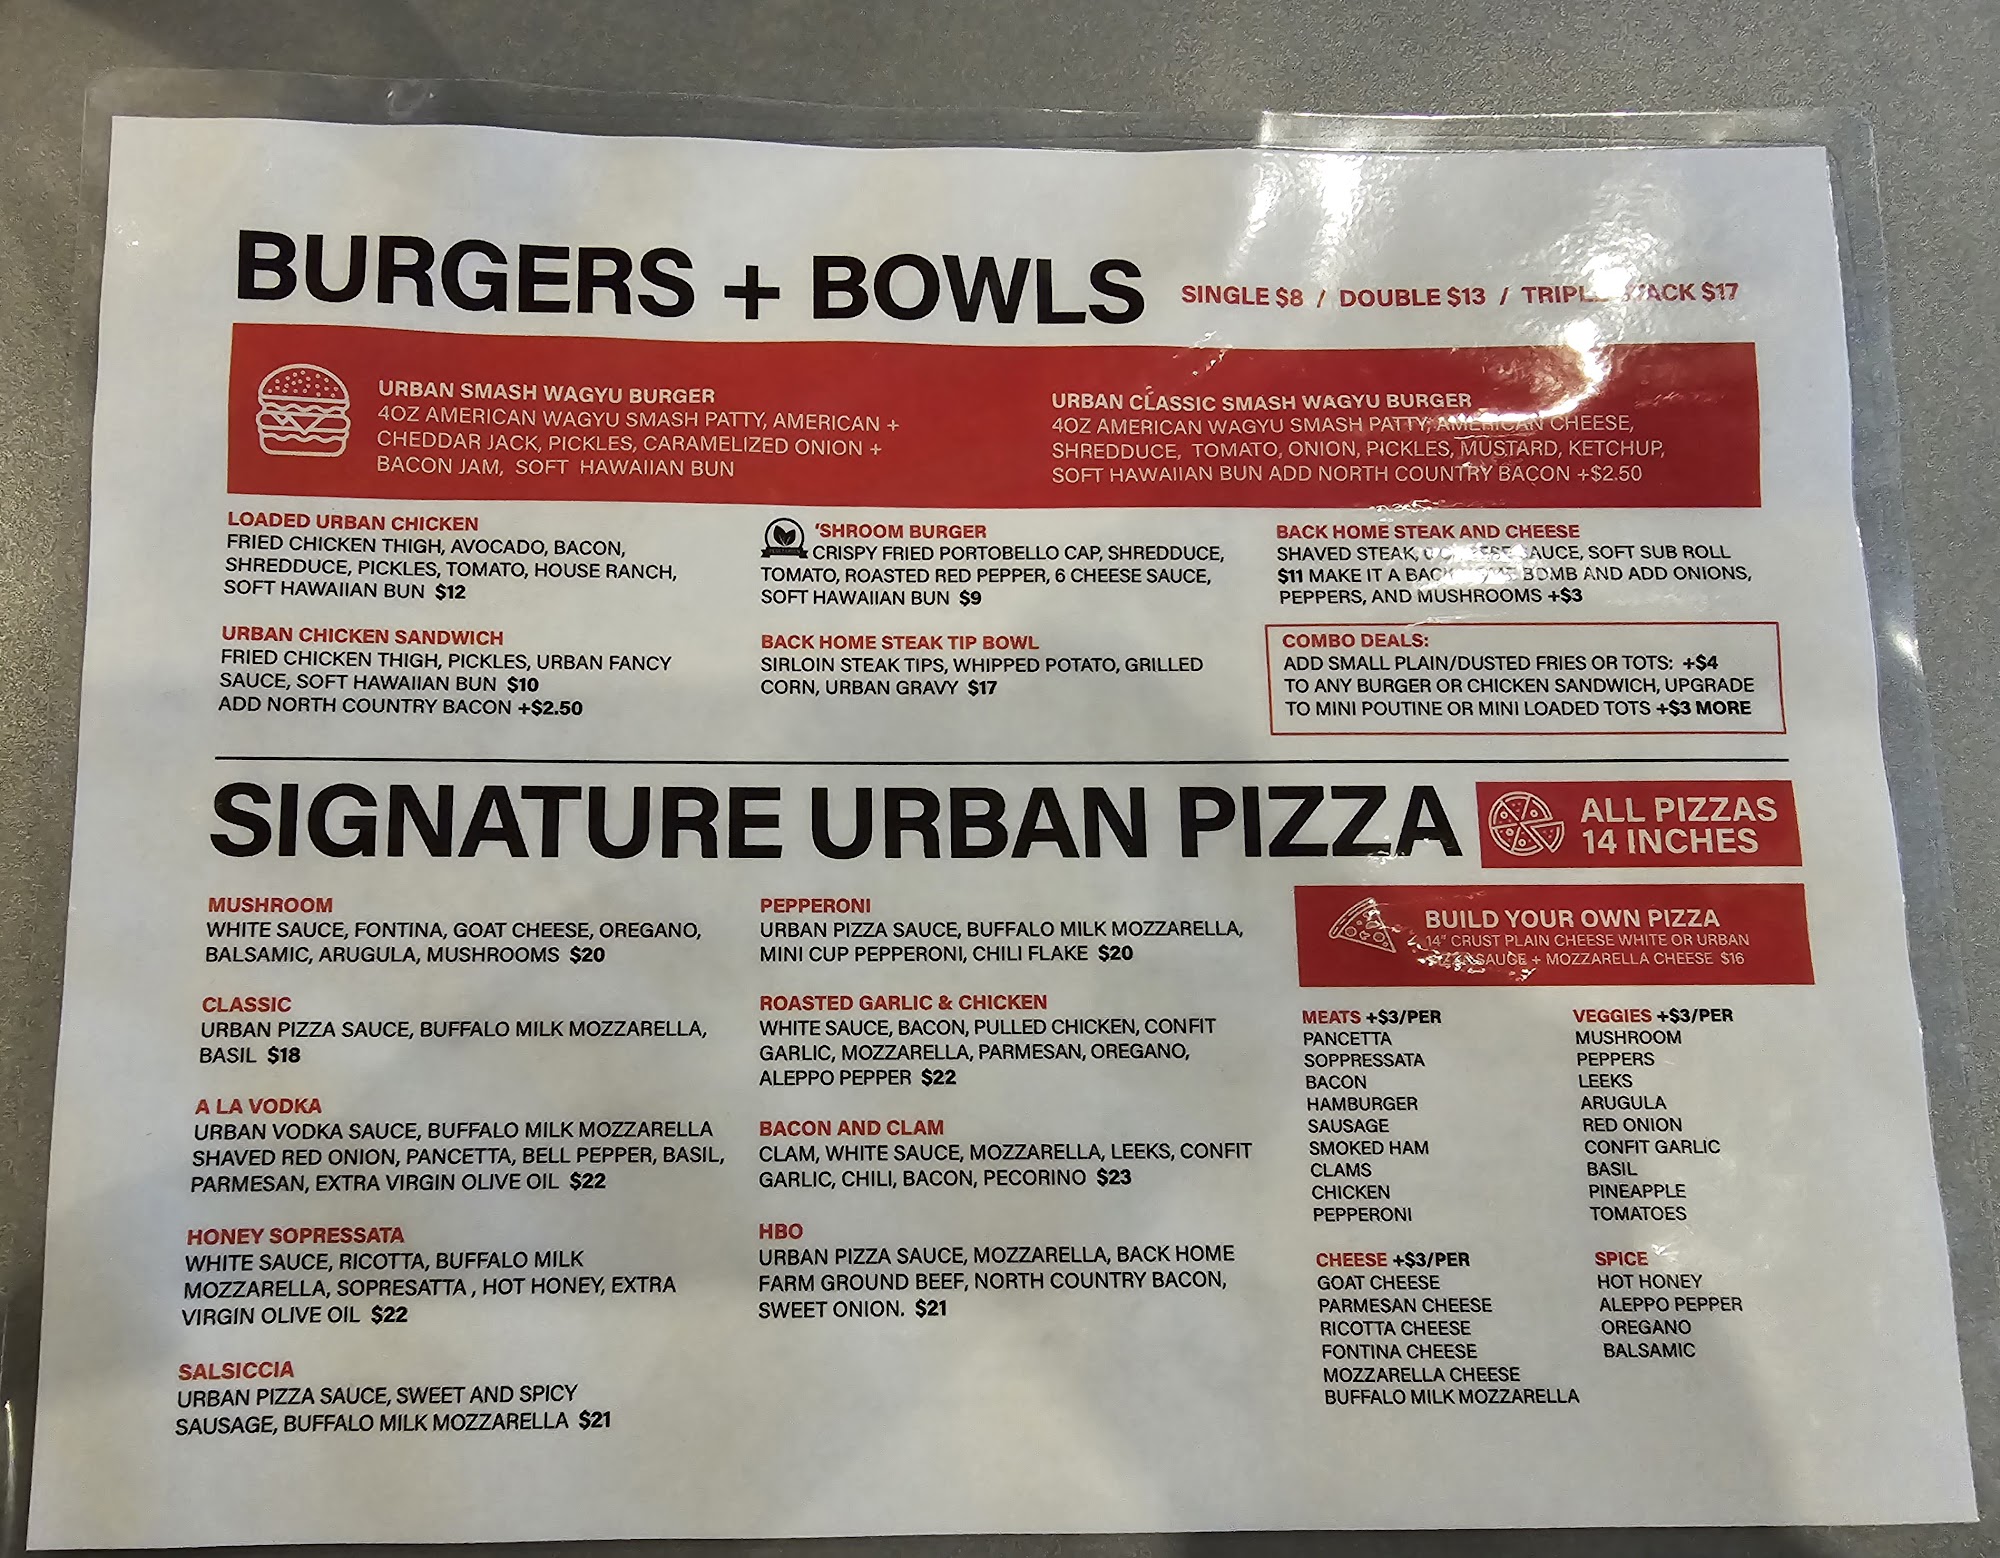 BURGERS + BOWLS
SINGLE $8 / DOUBLE $13 / TRIPLE STACK $17
URBAN SMASH WAGYU BURGER
4OZ AMERICAN WAGYU SMASH PATTY, AMERICAN +
CHEDDAR JACK, PICKLES, CARAMELIZED ONION +
BACON JAM, SOFT HAWAIIAN BUN
URBAN CLASSIC SMASH WAGYU BURGER
4OZ AMERICAN WAGYU SMASH PATTY, AMERICAN CHEESE,
SHREDDUCE, TOMATO, ONION, PICKLES, MUSTARD, KETCHUP,
SOFT HAWAIIAN BUN ADD NORTH COUNTRY BACON +$2.50
LOADED URBAN CHICKEN
FRIED CHICKEN THIGH, AVOCADO, BACON,
SHREDDUCE, PICKLES, TOMATO, HOUSE RANCH,
SOFT HAWAIIAN BUN $12
URBAN CHICKEN SANDWICH
FRIED CHICKEN THIGH, PICKLES, URBAN FANCY
SAUCE, SOFT HAWAIIAN BUN $10
ADD NORTH COUNTRY BACON +$2.50
'SHROOM BURGER
CRISPY FRIED PORTOBELLO CAP, SHREDDUCE,
TOMATO, ROASTED RED PEPPER, 6 CHEESE SAUCE,
SOFT HAWAIIAN BUN $9
BACK HOME STEAK TIP BOWL
SIRLOIN STEAK TIPS, WHIPPED POTATO, GRILLED
CORN, URBAN GRAVY $17
BACK HOME STEAK AND CHEESE
SHAVED STEAK, 6 CHEESE SAUCE, SOFT SUB ROLL
$11 MAKE IT A BACK HOME BOMB AND ADD ONIONS,
PEPPERS, AND MUSHROOMS +$3
COMBO DEALS:
ADD SMALL PLAIN/DUSTED FRIES OR TOTS: +$4
TO ANY BURGER OR CHICKEN SANDWICH, UPGRADE
TO MINI POUTINE OR MINI LOADED TOTS +$3 MORE
SIGNATURE URBAN PIZZA
ALL PIZZAS
14 INCHES
MUSHROOM
WHITE SAUCE, FONTINA, GOAT CHEESE, OREGANO,
BALSAMIC, ARUGULA, MUSHROOMS $20
CLASSIC
URBAN PIZZA SAUCE, BUFFALO MILK MOZZARELLA,
BASIL $18
A LA VODKA
URBAN VODKA SAUCE, BUFFALO MILK MOZZARELLA
SHAVED RED ONION, PANCETTA, BELL PEPPER, BASIL,
PARMESAN, EXTRA VIRGIN OLIVE OIL $22
HONEY SOPRESSATA
WHITE SAUCE, RICOTTA, BUFFALO MILK
MOZZARELLA, SOPRESATTA , HOT HONEY, EXTRA
VIRGIN OLIVE OIL $22
SALSICCIA
URBAN PIZZA SAUCE, SWEET AND SPICY
SAUSAGE, BUFFALO MILK MOZZARELLA $21
PEPPERONI
URBAN PIZZA SAUCE, BUFFALO MILK MOZZARELLA,
MINI CUP PEPPERONI, CHILI FLAKE $20
ROASTED GARLIC & CHICKEN
WHITE SAUCE, BACON, PULLED CHICKEN, CONFIT
GARLIC, MOZZARELLA, PARMESAN, OREGANO,
ALEPPO PEPPER $22
BACON AND CLAM
CLAM, WHITE SAUCE, MOZZARELLA, LEEKS, CONFIT
GARLIC, CHILI, BACON, PECORINO $23
HBO
URBAN PIZZA SAUCE, MOZZARELLA, BACK HOME
FARM GROUND BEEF, NORTH COUNTRY BACON,
SWEET ONION. $21
BUILD YOUR OWN PIZZA
14" CRUST PLAIN CHEESE WHITE OR URBAN
PIZZA SAUCE + MOZZARELLA CHEESE $16
MEATS +$3/PER
PANCETTA
SOPPRESSATA
BACON
HAMBURGER
SAUSAGE
SMOKED HAM
CLAMS
CHICKEN
PEPPERONI
VEGGIES +$3/PER
MUSHROOM
PEPPERS
LEEKS
ARUGULA
RED ONION
CONFIT GARLIC
BASIL
PINEAPPLE
TOMATOES
CHEESE +$3/PER
GOAT CHEESE
PARMESAN CHEESE
RICOTTA CHEESE
FONTINA CHEESE
MOZZARELLA CHEESE
BUFFALO MILK MOZZARELLA
SPICE
HOT HONEY
ALEPPO PEPPER
OREGANO
BALSAMIC